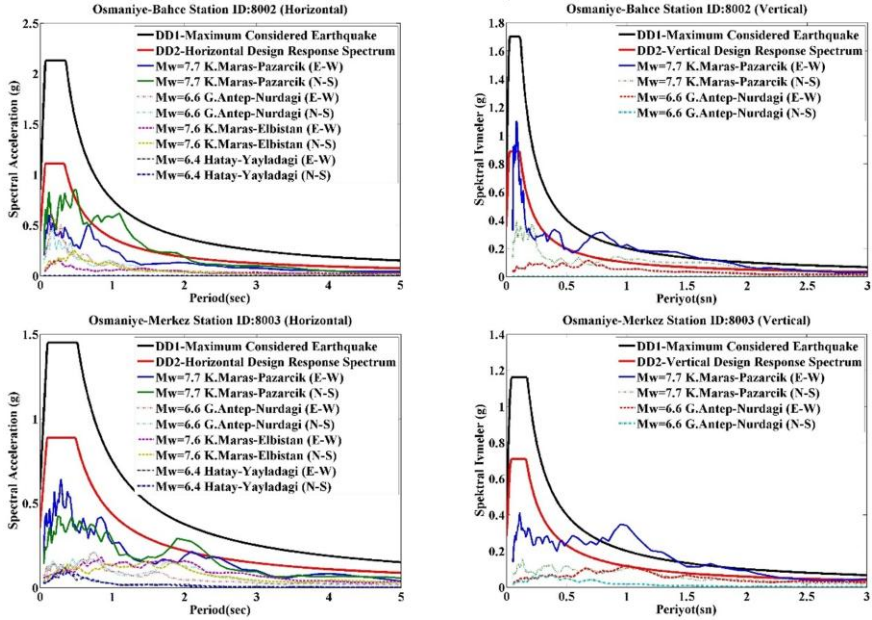 Osmaniye-Bahce Station ID:8002 (Horizontal)
2.5
2
1.5
1
0.5
0
Spectral Acceleration (g)
DD1-Maximum Considered Earthquake
DD2-Horizontal Design Response Spectrum
Mw=7.7 K.Maras-Pazarcik (E-W)
Mw=7.7 K.Maras-Pazarcik (N-S)
Mw=6.6 G.Antep-Nurdagi (E-W)
Mw=6.6 G.Antep-Nurdagi (N-S)
Mw=7.6 K.Maras-Elbistan (E-W)
Mw=7.6 K.Maras-Elbistan (N-S)
Mw=6.4 Hatay-Yayladagi (E-W)
Mw=6.4 Hatay-Yayladagi (N-S)
0 1 2 3 4 5
Period(sec)
Osmaniye-Bahce Station ID:8002 (Vertical)
1.8
1.6
1.4
1.2
1
0.8
0.6
0.4
0.2
0
Spektral Ivmeler (g)
DD1-Maximum Considered Earthquake
DD2-Vertical Design Response Spectrum
Mw=7.7 K.Maras-Pazarcik (E-W)
Mw=7.7 K.Maras-Pazarcik (N-S)
Mw=6.6 G.Antep-Nurdagi (E-W)
Mw=6.6 G.Antep-Nurdagi (N-S)
0 0.5 1 1.5 2 2.5 3
Periyot(sn)
Osmaniye-Merkez Station ID:8003 (Horizontal)
1.5
1
0.5
0
Spectral Acceleration (g)
DD1-Maximum Considered Earthquake
DD2-Horizontal Design Response Spectrum
Mw=7.7 K.Maras-Pazarcik (E-W)
Mw=7.7 K.Maras-Pazarcik (N-S)
Mw=6.6 G.Antep-Nurdagi (E-W)
Mw=6.6 G.Antep-Nurdagi (N-S)
Mw=7.6 K.Maras-Elbistan (E-W)
Mw=7.6 K.Maras-Elbistan (N-S)
Mw=6.4 Hatay-Yayladagi (E-W)
Mw=6.4 Hatay-Yayladagi (N-S)
0 1 2 3 4 5
Period(sec)
Osmaniye-Merkez Station ID:8003 (Vertical)
1.4
1.2
1
0.8
0.6
0.4
0.2
0
Spektral Ivmeler (g)
DD1-Maximum Considered Earthquake
DD2-Vertical Design Response Spectrum
Mw=7.7 K.Maras-Pazarcik (E-W)
Mw=7.7 K.Maras-Pazarcik (N-S)
Mw=6.6 G.Antep-Nurdagi (E-W)
Mw=6.6 G.Antep-Nurdagi (N-S)
0 0.5 1 1.5 2 2.5 3
Periyot(sn)